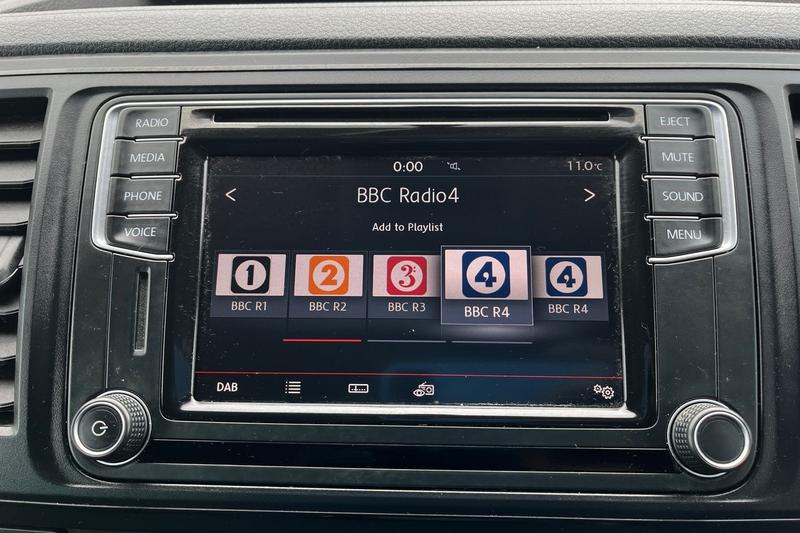 RADIO
MEDIA
PHONE
VOICE
EJECT
MUTE
SOUND
MENU
0:00
11.0°C
< BBC Radio4 >
Add to Playlist
1 2 3 4 4
BBC R1 BBC R2 BBC R3 BBC R4 BBC R4
DAB